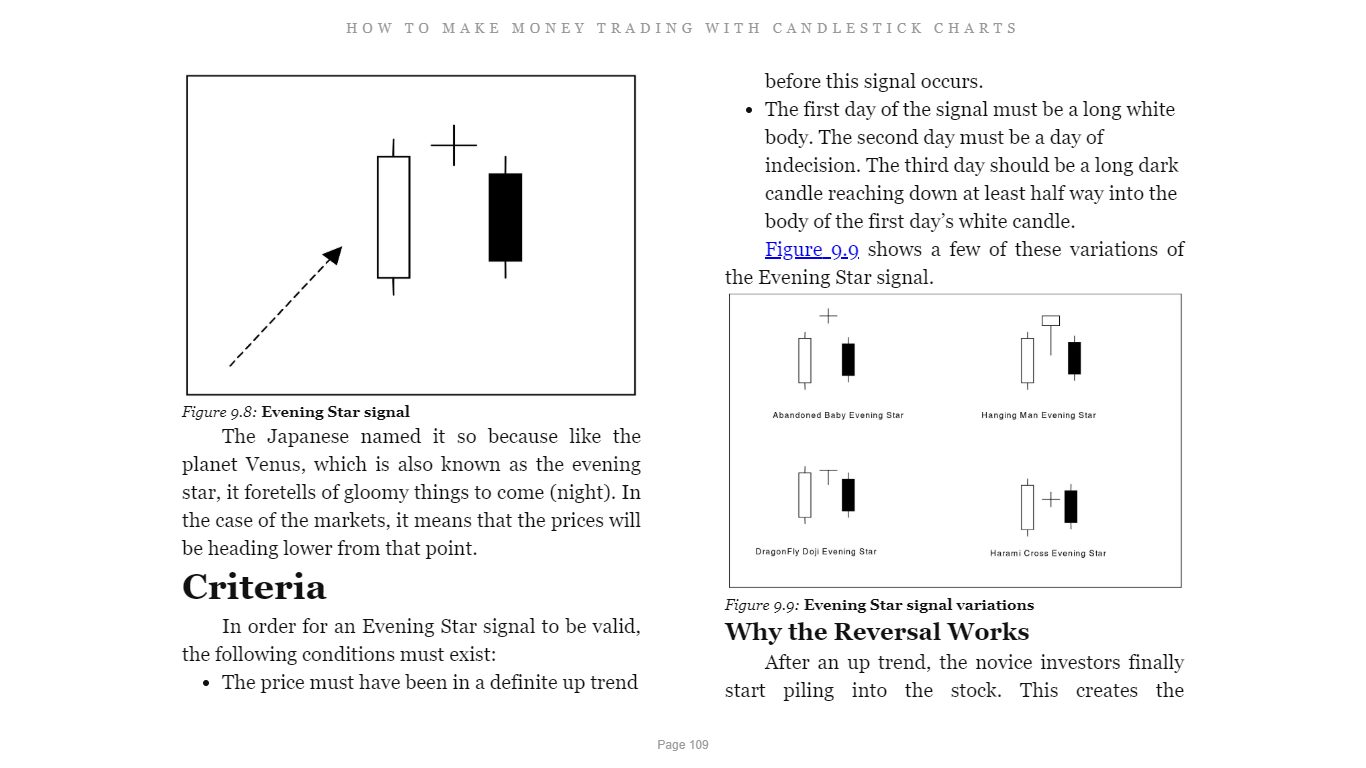 HOW TO MAKE MONEY TRADING WITH CANDLESTICK CHARTS
Figure 9.8: Evening Star signal
The Japanese named it so because like the
planet Venus, which is also known as the evening
star, it foretells of gloomy things to come (night). In
the case of the markets, it means that the prices will
be heading lower from that point.
Criteria
In order for an Evening Star signal to be valid,
the following conditions must exist:
• The price must have been in a definite up trend
before this signal occurs.
• The first day of the signal must be a long white
body. The second day must be a day of
indecision. The third day should be a long dark
candle reaching down at least half way into the
body of the first day’s white candle.
Figure 9.9 shows a few of these variations of
the Evening Star signal.
Abandoned Baby Evening Star
Hanging Man Evening Star
DragonFly Doji Evening Star
Harami Cross Evening Star
Figure 9.9: Evening Star signal variations
Why the Reversal Works
After an up trend, the novice investors finally
start piling into the stock. This creates the
Page 109